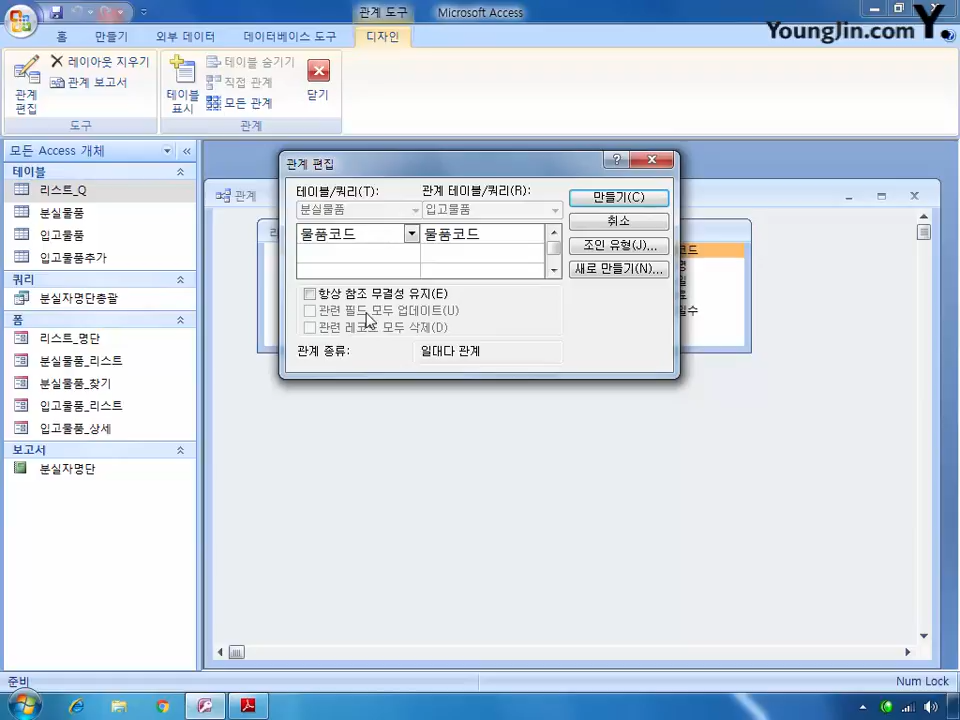 관계 도구
Microsoft Access
YoungJin.com Y.
홈
만들기
외부 데이터
데이터베이스 도구
디자인
관계
편집
레이아웃 지우기
관계 보고서
도구
테이블
표시
테이블 숨기기
직접 관계
모든 관계
닫기
관계
모든 Access 개체
테이블
리스트_Q
분실물품
입고물품
물품코드추가
쿼리
분실자명단총괄
폼
리스트_명단
분실물품_리스트
분실물품_찾기
입고물품_리스트
입고물품_상세
보고서
분실자명단
관계
관계 편집
테이블/쿼리(T):
관계 테이블/쿼리(R):
분실물품
입고물품
물품코드
물품코드
항상 참조 무결성 유지(E)
관련 필드 모두 업데이트(U)
관련 레코드 모두 삭제(D)
관계 종류:
일대다 관계
만들기(C)
취소
조인 유형(J)...
새로 만들기(N)...
준비
Num Lock